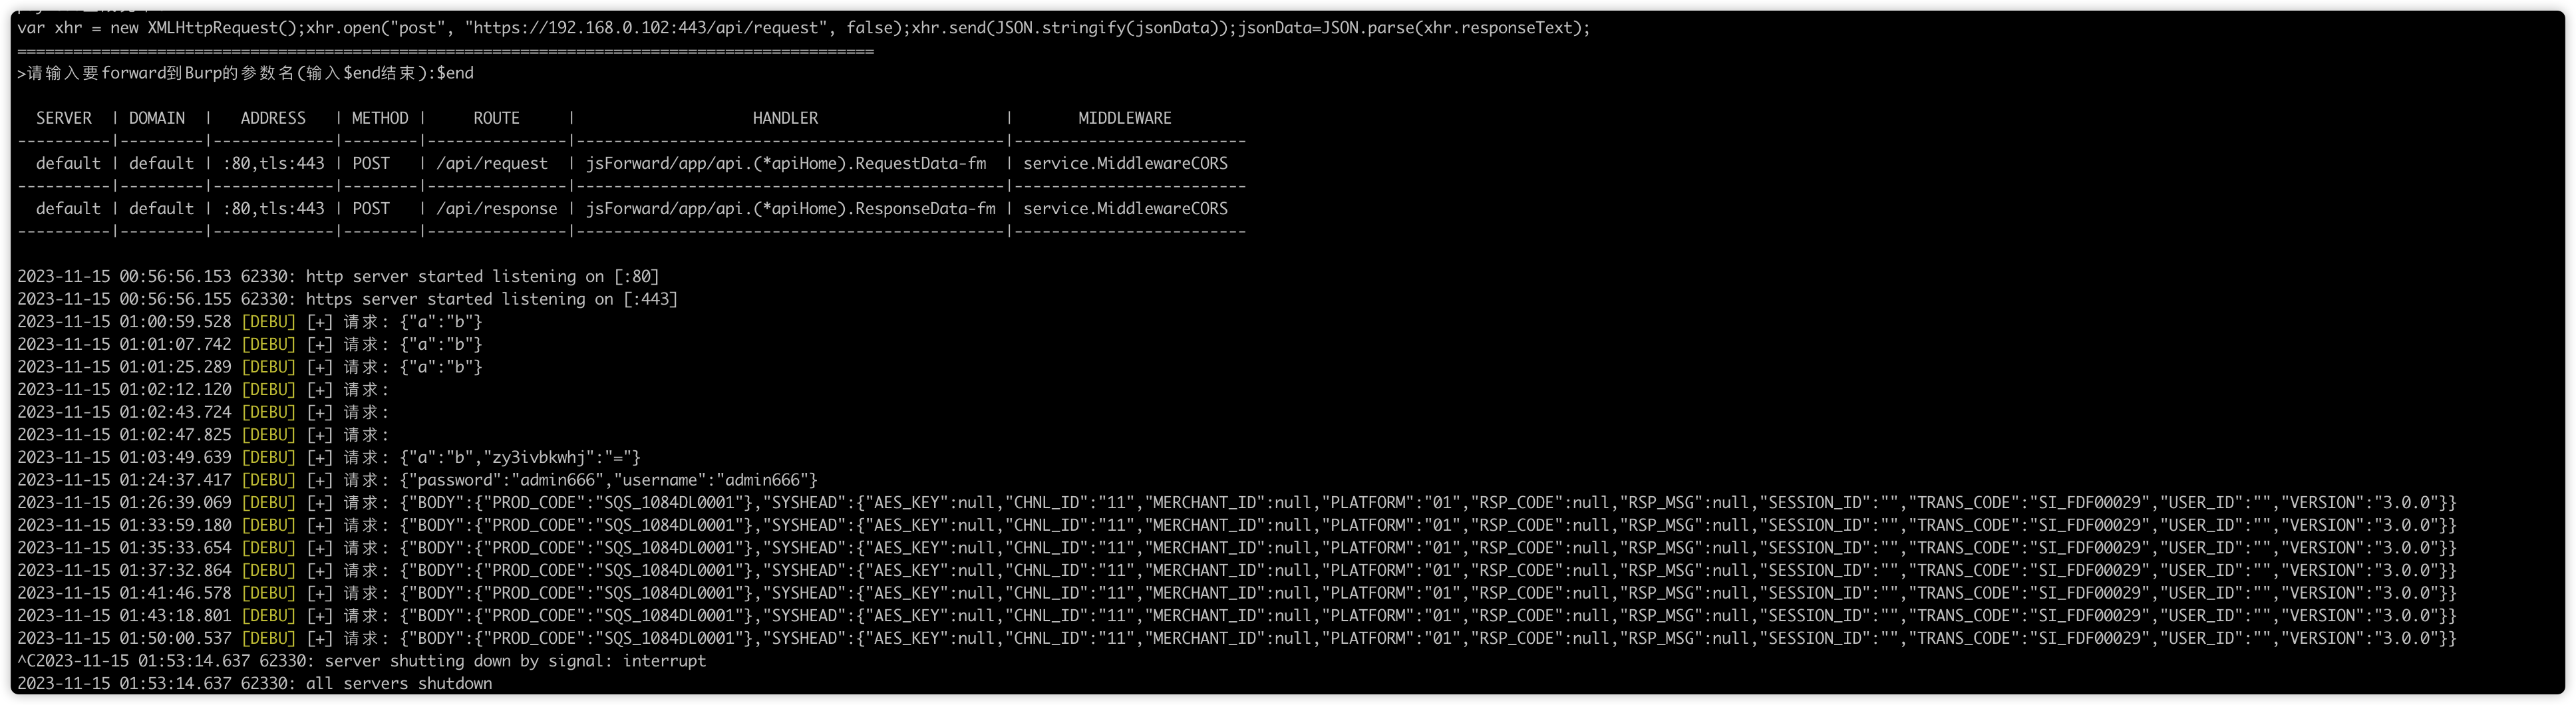 var xhr = new XMLHttpRequest();xhr.open("post", "https://192.168.0.102:443/api/request", false);xhr.send(JSON.stringify(jsonData));jsonData=JSON.parse(xhr.responseText);
============================================================================================
>请输入要forward到Burp的参数名(输入$end结束):$end
  SERVER  | DOMAIN  |   ADDRESS   | METHOD |     ROUTE     |                   HANDLER                    |       MIDDLEWARE
----------|---------|-------------|--------|---------------|----------------------------------------------|-------------------------
  default | default | :80,tls:443 | POST   | /api/request  | jsForward/app/api.(*apiHome).RequestData-fm  | service.MiddlewareCORS
----------|---------|-------------|--------|---------------|----------------------------------------------|-------------------------
  default | default | :80,tls:443 | POST   | /api/response | jsForward/app/api.(*apiHome).ResponseData-fm | service.MiddlewareCORS
----------|---------|-------------|--------|---------------|----------------------------------------------|-------------------------
2023-11-15 00:56:56.153 62330: http server started listening on [:80]
2023-11-15 00:56:56.155 62330: https server started listening on [:443]
2023-11-15 01:00:59.528 [DEBU] [+] 请求: {"a":"b"}
2023-11-15 01:01:07.742 [DEBU] [+] 请求: {"a":"b"}
2023-11-15 01:01:25.289 [DEBU] [+] 请求: {"a":"b"}
2023-11-15 01:02:12.120 [DEBU] [+] 请求:
2023-11-15 01:02:43.724 [DEBU] [+] 请求:
2023-11-15 01:02:47.825 [DEBU] [+] 请求:
2023-11-15 01:03:49.639 [DEBU] [+] 请求: {"a":"b","zy3ivbkwhj":"="}
2023-11-15 01:24:37.417 [DEBU] [+] 请求: {"password":"admin666","username":"admin666"}
2023-11-15 01:26:39.069 [DEBU] [+] 请求: {"BODY":{"PROD_CODE":"SQS_1084DL0001"},"SYSHEAD":{"AES_KEY":null,"CHNL_ID":"11","MERCHANT_ID":null,"PLATFORM":"01","RSP_CODE":null,"RSP_MSG":null,"SESSION_ID":"","TRANS_CODE":"SI_FDF00029","USER_ID":"","VERSION":"3.0.0"}}
2023-11-15 01:33:59.180 [DEBU] [+] 请求: {"BODY":{"PROD_CODE":"SQS_1084DL0001"},"SYSHEAD":{"AES_KEY":null,"CHNL_ID":"11","MERCHANT_ID":null,"PLATFORM":"01","RSP_CODE":null,"RSP_MSG":null,"SESSION_ID":"","TRANS_CODE":"SI_FDF00029","USER_ID":"","VERSION":"3.0.0"}}
2023-11-15 01:35:33.654 [DEBU] [+] 请求: {"BODY":{"PROD_CODE":"SQS_1084DL0001"},"SYSHEAD":{"AES_KEY":null,"CHNL_ID":"11","MERCHANT_ID":null,"PLATFORM":"01","RSP_CODE":null,"RSP_MSG":null,"SESSION_ID":"","TRANS_CODE":"SI_FDF00029","USER_ID":"","VERSION":"3.0.0"}}
2023-11-15 01:37:32.864 [DEBU] [+] 请求: {"BODY":{"PROD_CODE":"SQS_1084DL0001"},"SYSHEAD":{"AES_KEY":null,"CHNL_ID":"11","MERCHANT_ID":null,"PLATFORM":"01","RSP_CODE":null,"RSP_MSG":null,"SESSION_ID":"","TRANS_CODE":"SI_FDF00029","USER_ID":"","VERSION":"3.0.0"}}
2023-11-15 01:41:46.578 [DEBU] [+] 请求: {"BODY":{"PROD_CODE":"SQS_1084DL0001"},"SYSHEAD":{"AES_KEY":null,"CHNL_ID":"11","MERCHANT_ID":null,"PLATFORM":"01","RSP_CODE":null,"RSP_MSG":null,"SESSION_ID":"","TRANS_CODE":"SI_FDF00029","USER_ID":"","VERSION":"3.0.0"}}
2023-11-15 01:43:18.801 [DEBU] [+] 请求: {"BODY":{"PROD_CODE":"SQS_1084DL0001"},"SYSHEAD":{"AES_KEY":null,"CHNL_ID":"11","MERCHANT_ID":null,"PLATFORM":"01","RSP_CODE":null,"RSP_MSG":null,"SESSION_ID":"","TRANS_CODE":"SI_FDF00029","USER_ID":"","VERSION":"3.0.0"}}
2023-11-15 01:50:00.537 [DEBU] [+] 请求: {"BODY":{"PROD_CODE":"SQS_1084DL0001"},"SYSHEAD":{"AES_KEY":null,"CHNL_ID":"11","MERCHANT_ID":null,"PLATFORM":"01","RSP_CODE":null,"RSP_MSG":null,"SESSION_ID":"","TRANS_CODE":"SI_FDF00029","USER_ID":"","VERSION":"3.0.0"}}
^C2023-11-15 01:53:14.637 62330: server shutting down by signal: interrupt
2023-11-15 01:53:14.637 62330: all servers shutdown